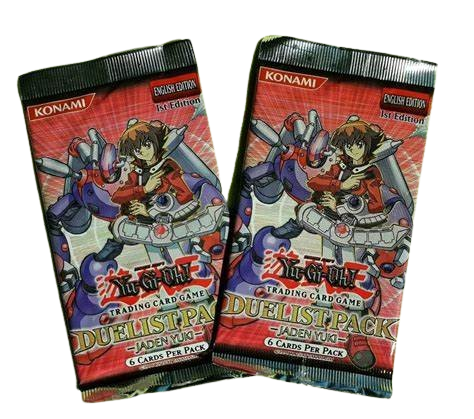 KONAMI
ENGLISH EDITION
1st Edition
Yu-Gi-Oh!
TRADING CARD GAME
DUELIST PACK
–JADEN YUKI–
6 CARDS PER PACK
KONAMI
ENGLISH EDITION
1st Edition
Yu-Gi-Oh!
TRADING CARD GAME
DUELIST PACK
–JADEN YUKI–
6 CARDS PER PACK